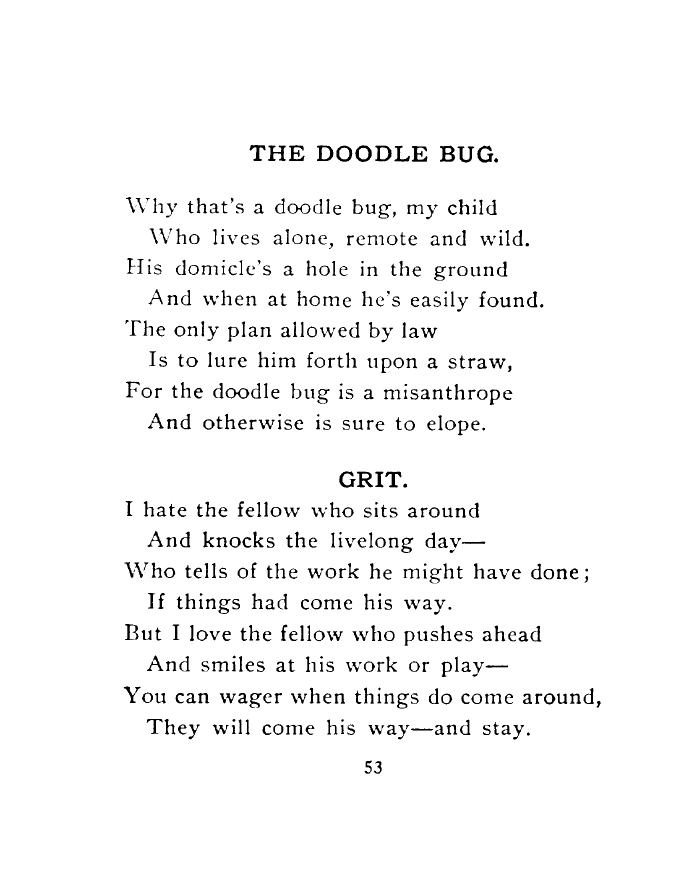 THE DOODLE BUG.
Why that's a doodle bug, my child
Who lives alone, remote and wild.
His domicle's a hole in the ground
And when at home he's easily found.
The only plan allowed by law
Is to lure him forth upon a straw,
For the doodle bug is a misanthrope
And otherwise is sure to elope.
GRIT.
I hate the fellow who sits around
And knocks the livelong day—
Who tells of the work he might have done;
If things had come his way.
But I love the fellow who pushes ahead
And smiles at his work or play—
You can wager when things do come around,
They will come his way—and stay.
53